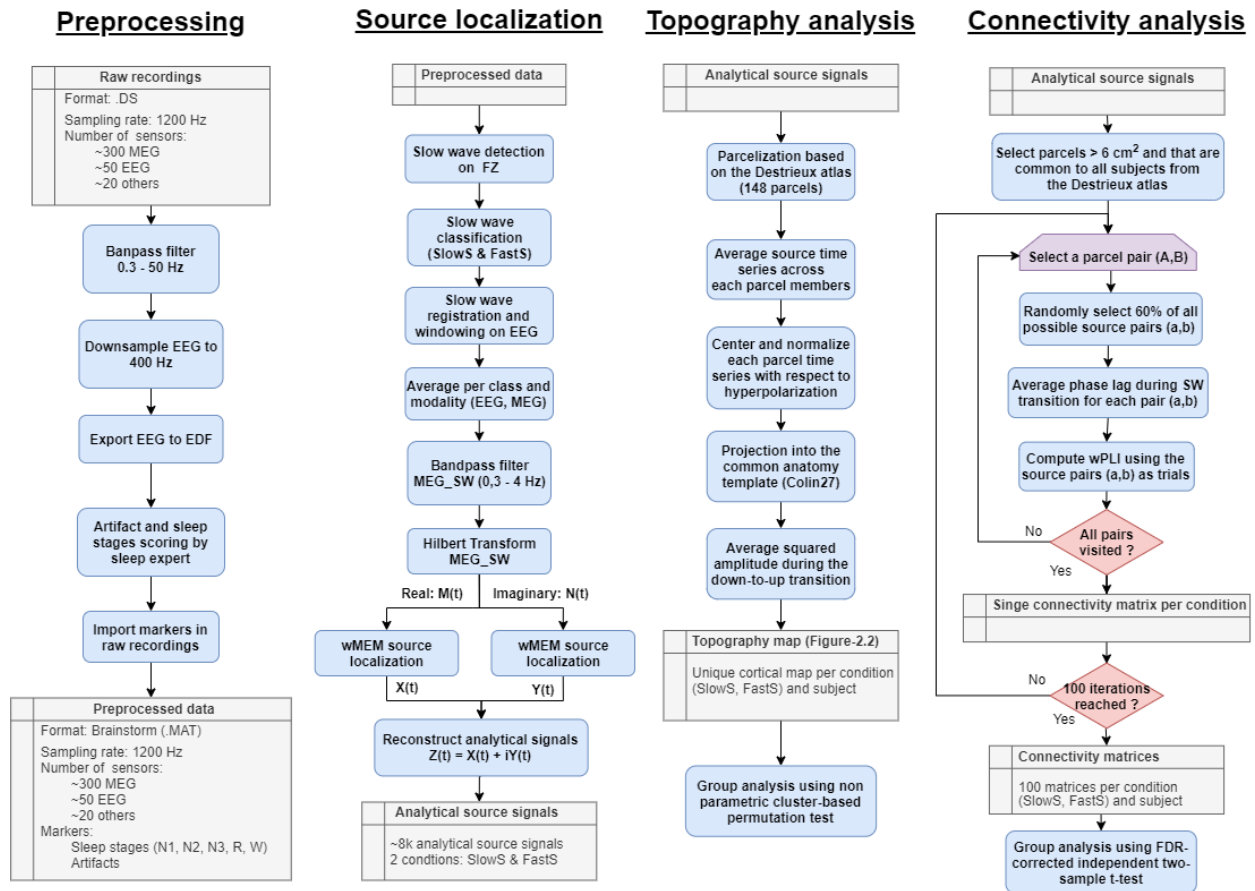 Preprocessing
Raw recordings
Format: .DS
Sampling rate: 1200 Hz
Number of sensors:
~300 MEG
~50 EEG
~20 others
Banpass filter
0.3 - 50 Hz
Downsample EEG to
400 Hz
Export EEG to EDF
Artifact and sleep
stages scoring by
sleep expert
Import markers in
raw recordings
Preprocessed data
Format: Brainstorm (.MAT)
Sampling rate: 1200 Hz
Number of sensors:
~300 MEG
~50 EEG
~20 others
Markers:
Sleep stages (N1, N2, N3, R, W)
Artifacts
Source localization
Preprocessed data
Slow wave detection
on FZ
Slow wave
classification
(SlowS & FastS)
Slow wave
registration and
windowing on EEG
Average per class and
modality (EEG, MEG)
Bandpass filter
MEG_SW (0,3 - 4 Hz)
Hilbert Transform
MEG_SW
Real: M(t)
Imaginary: N(t)
wMEM source
localization
wMEM source
localization
X(t)
Y(t)
Reconstruct analytical signals
Z(t) = X(t) + iY(t)
Analytical source signals
~8k analytical source signals
2 condtions: SlowS & FastS
Topography analysis
Analytical source signals
Parcelization based
on the Destrieux atlas
(148 parcels)
Average source time
series across
each parcel members
Center and normalize
each parcel time
series with respect to
hyperpolarization
Projection into the
common anatomy
template (Colin27)
Average squared
amplitude during the
down-to-up transition
Topography map (Figure-2.2)
Unique cortical map per condition
(SlowS, FastS) and subject
Group analysis using non
parametric cluster-based
permutation test
Connectivity analysis
Analytical source signals
Select parcels > 6 cm² and that are
common to all subjects from
the Destrieux atlas
Select a parcel pair (A,B)
Randomly select 60% of all
possible source pairs (a,b)
Average phase lag during SW
transition for each pair (a,b)
Compute wPLI using the
source pairs (a,b) as trials
No
All pairs
visited ?
Yes
Singe connectivity matrix per condition
No
100 iterations
reached ?
Yes
Connectivity matrices
100 matrices per condition
(SlowS, FastS) and subject
Group analysis using FDR-
corrected independent two-
sample t-test